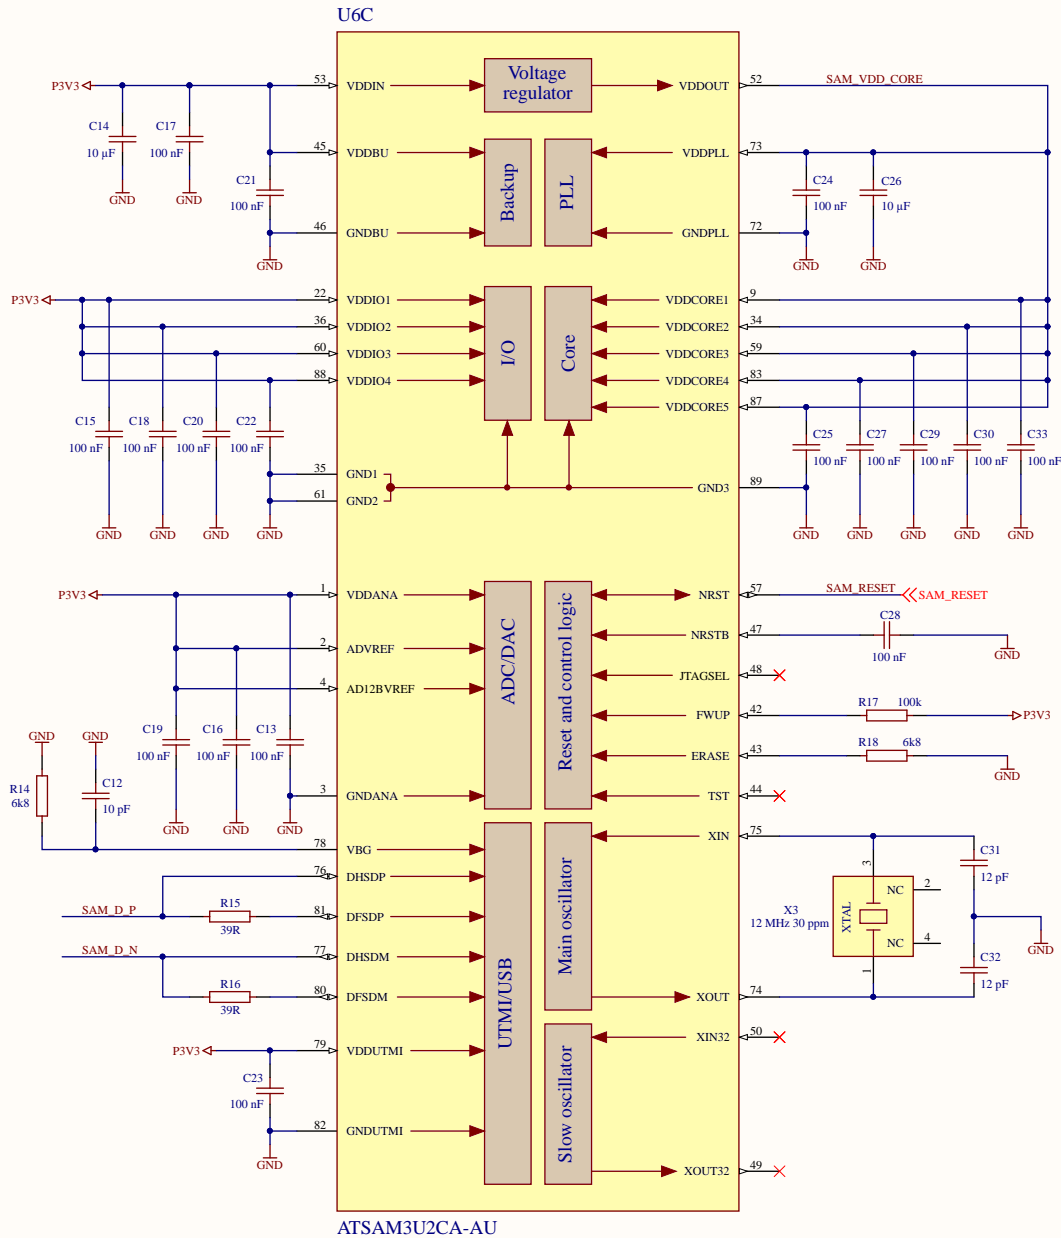 U6C
P3V3
53
VDDIN
Voltage
regulator
VDDOUT
52
SAM_VDD_CORE
C14
10 µF
C17
100 nF
GND
GND
45
VDDBU
C21
100 nF
46
GNDBU
GND
Backup
PLL
VDDPLL
73
C24
100 nF
C26
10 µF
GNDPLL
72
GND
GND
P3V3
22
VDDIO1
36
VDDIO2
60
VDDIO3
88
VDDIO4
I/O
Core
VDDCORE1
9
VDDCORE2
34
VDDCORE3
59
VDDCORE4
83
VDDCORE5
87
C15
100 nF
C18
100 nF
C20
100 nF
C22
100 nF
35
GND1
61
GND2
GND3
89
C25
100 nF
C27
100 nF
C29
100 nF
C30
100 nF
C33
100 nF
GND
GND
GND
GND
GND
GND
GND
GND
GND
P3V3
1
VDDANA
2
ADVREF
4
AD12BVREF
ADC/DAC
C19
100 nF
C16
100 nF
C13
100 nF
3
GNDANA
GND
GND
GND
Reset and control logic
NRST
57
SAM_RESET
SAM_RESET
NRSTB
47
C28
100 nF
GND
JTAGSEL
48
FWUP
42
R17
100k
P3V3
ERASE
43
R18
6k8
GND
TST
44
GND
GND
R14
6k8
C12
10 pF
78
VBG
76
DHSDP
SAM_D_P
R15
39R
81
DFSDP
SAM_D_N
77
DHSDM
R16
39R
80
DFSDM
P3V3
79
VDDUTMI
C23
100 nF
82
GNDUTMI
GND
UTMI/USB
Main oscillator
XIN
75
3
XTAL
NC
2
NC
4
1
X3
12 MHz 30 ppm
C31
12 pF
GND
C32
12 pF
XOUT
74
Slow oscillator
XIN32
50
XOUT32
49
ATSAM3U2CA-AU